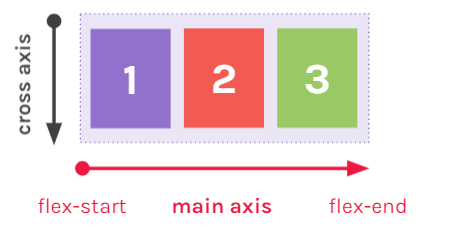 cross axis
1 2 3
flex-start main axis flex-end